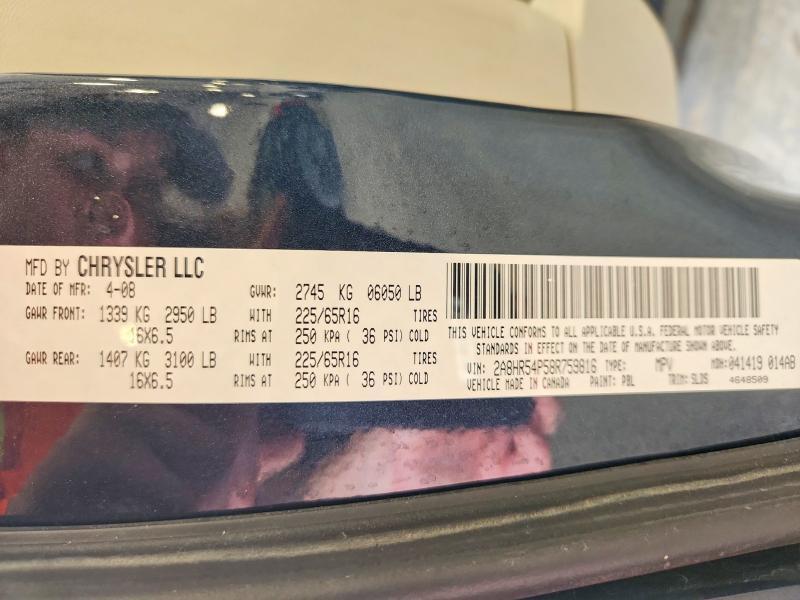 MFD BY CHRYSLER LLC
DATE OF MFR: 4-08 GVWR: 2745 KG 06050 LB
GAWR FRONT: 1339 KG 2950 LB WITH 225/65R16 TIRES
16X6.5 RIMS AT 250 KPA ( 36 PSI) COLD
GAWR REAR: 1407 KG 3100 LB WITH 225/65R16 TIRES
16X6.5 RIMS AT 250 KPA ( 36 PSI) COLD
THIS VEHICLE CONFORMS TO ALL APPLICABLE U.S.A. FEDERAL MOTOR VEHICLE SAFETY
STANDARDS IN EFFECT ON THE DATE OF MANUFACTURE SHOWN ABOVE.
VIN: 2A8HR54P58R759816 TYPE: MPV MDH: 041419 014AB
VEHICLE MADE IN CANADA PAINT: PBL TRIM: SLDS 4648509